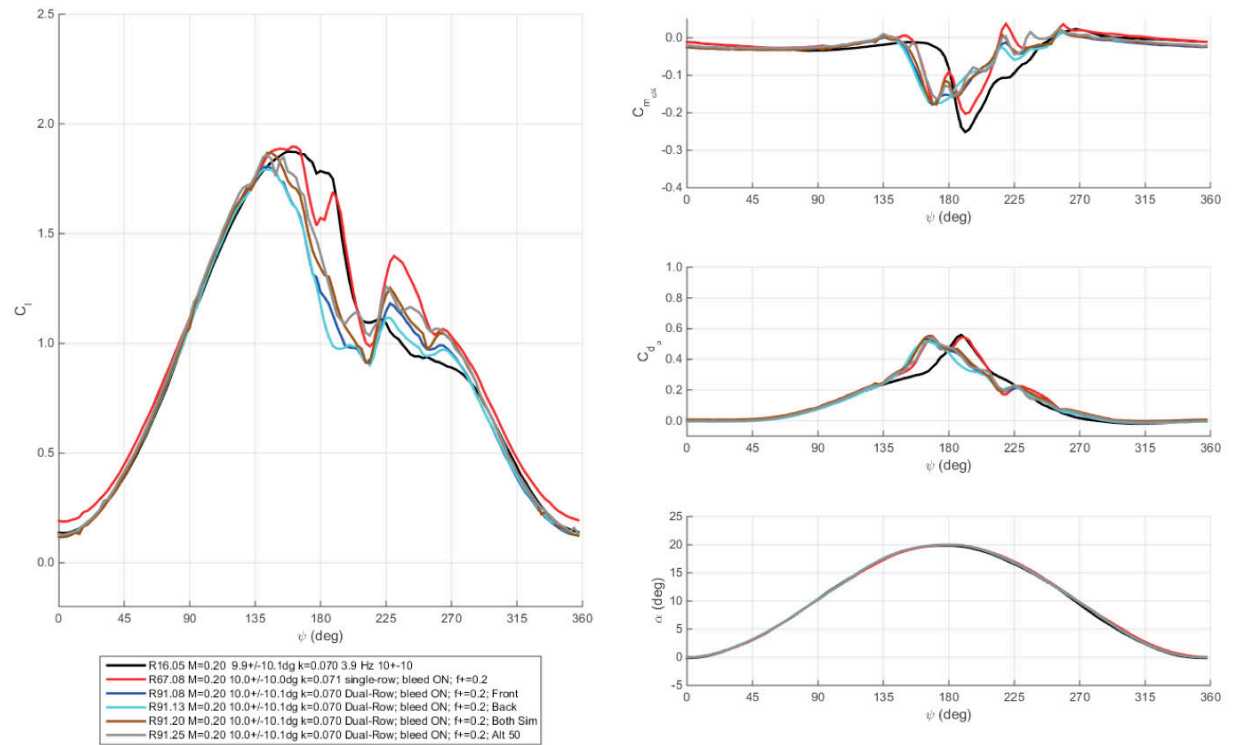 2.5
2.0
1.5
1.0
0.5
0.0
C_l
0 45 90 135 180 225 270 315 360
ψ (deg)
R16.05 M=0.20 9.9+/-10.1dg k=0.070 3.9 Hz 10+-10
R67.08 M=0.20 10.0+/-10.0dg k=0.071 single-row; bleed ON; f+=0.2
R91.08 M=0.20 10.0+/-10.1dg k=0.070 Dual-Row; bleed ON; f+=0.2; Front
R91.13 M=0.20 10.0+/-10.1dg k=0.070 Dual-Row; bleed ON; f+=0.2; Back
R91.20 M=0.20 10.0+/-10.1dg k=0.070 Dual-Row; bleed ON; f+=0.2; Both Sim
R91.25 M=0.20 10.0+/-10.1dg k=0.070 Dual-Row; bleed ON; f+=0.2; Alt 50
0.0
-0.1
-0.2
-0.3
-0.4
0 45 90 135 180 225 270 315 360
ψ (deg)
1.0
0.8
0.6
0.4
0.2
0.0
0 45 90 135 180 225 270 315 360
ψ (deg)
25
20
15
10
5
0
-5
α (deg)
0 45 90 135 180 225 270 315 360
ψ (deg)